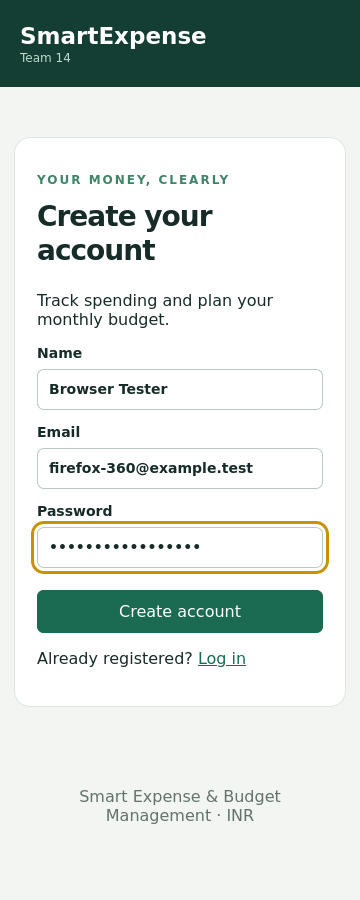 SmartExpense
Team 14
YOUR MONEY, CLEARLY
Create your
account
Track spending and plan your
monthly budget.
Name
Browser Tester
Email
firefox-360@example.test
Password
•••••••••••••••••
Create account
Already registered? Log in
Smart Expense & Budget
Management · INR